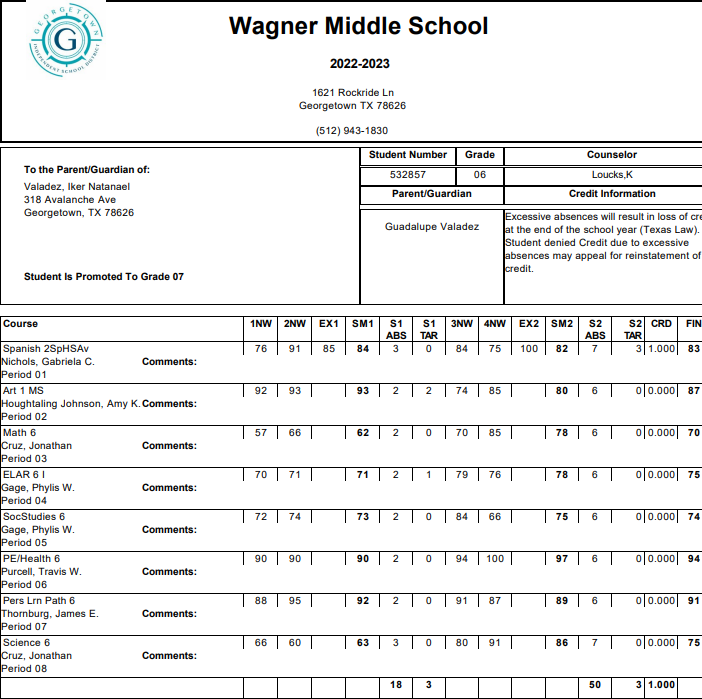 GEORGETOWN
G
INDEPENDENT SCHOOL DISTRICT
Wagner Middle School
2022-2023
1621 Rockride Ln
Georgetown TX 78626
(512) 943-1830
To the Parent/Guardian of:
Valadez, Iker Natanael
318 Avalanche Ave
Georgetown, TX 78626
Student Is Promoted To Grade 07
Student Number Grade Counselor
532857 06 Loucks,K
Parent/Guardian Credit Information
Guadalupe Valadez
Excessive absences will result in loss of cre
at the end of the school year (Texas Law).
Student denied Credit due to excessive
absences may appeal for reinstatement of
credit.
Course 1NW 2NW EX1 SM1 S1 ABS S1 TAR 3NW 4NW EX2 SM2 S2 ABS S2 TAR CRD FIN
Spanish 2SpHSAv 76 91 85 84 3 0 84 75 100 82 7 3 1.000 83
Nichols, Gabriela C. Comments:
Period 01
Art 1 MS 92 93 93 2 2 74 85 80 6 0 0.000 87
Houghtaling Johnson, Amy K. Comments:
Period 02
Math 6 57 66 62 2 0 70 85 78 6 0 0.000 70
Cruz, Jonathan Comments:
Period 03
ELAR 6 I 70 71 71 2 1 79 76 78 6 0 0.000 75
Gage, Phylis W. Comments:
Period 04
SocStudies 6 72 74 73 2 0 84 66 75 6 0 0.000 74
Gage, Phylis W. Comments:
Period 05
PE/Health 6 90 90 90 2 0 94 100 97 6 0 0.000 94
Purcell, Travis W. Comments:
Period 06
Pers Lrn Path 6 88 95 92 2 0 91 87 89 6 0 0.000 91
Thornburg, James E. Comments:
Period 07
Science 6 66 60 63 3 0 80 91 86 7 0 0.000 75
Cruz, Jonathan Comments:
Period 08
18 3 50 3 1.000